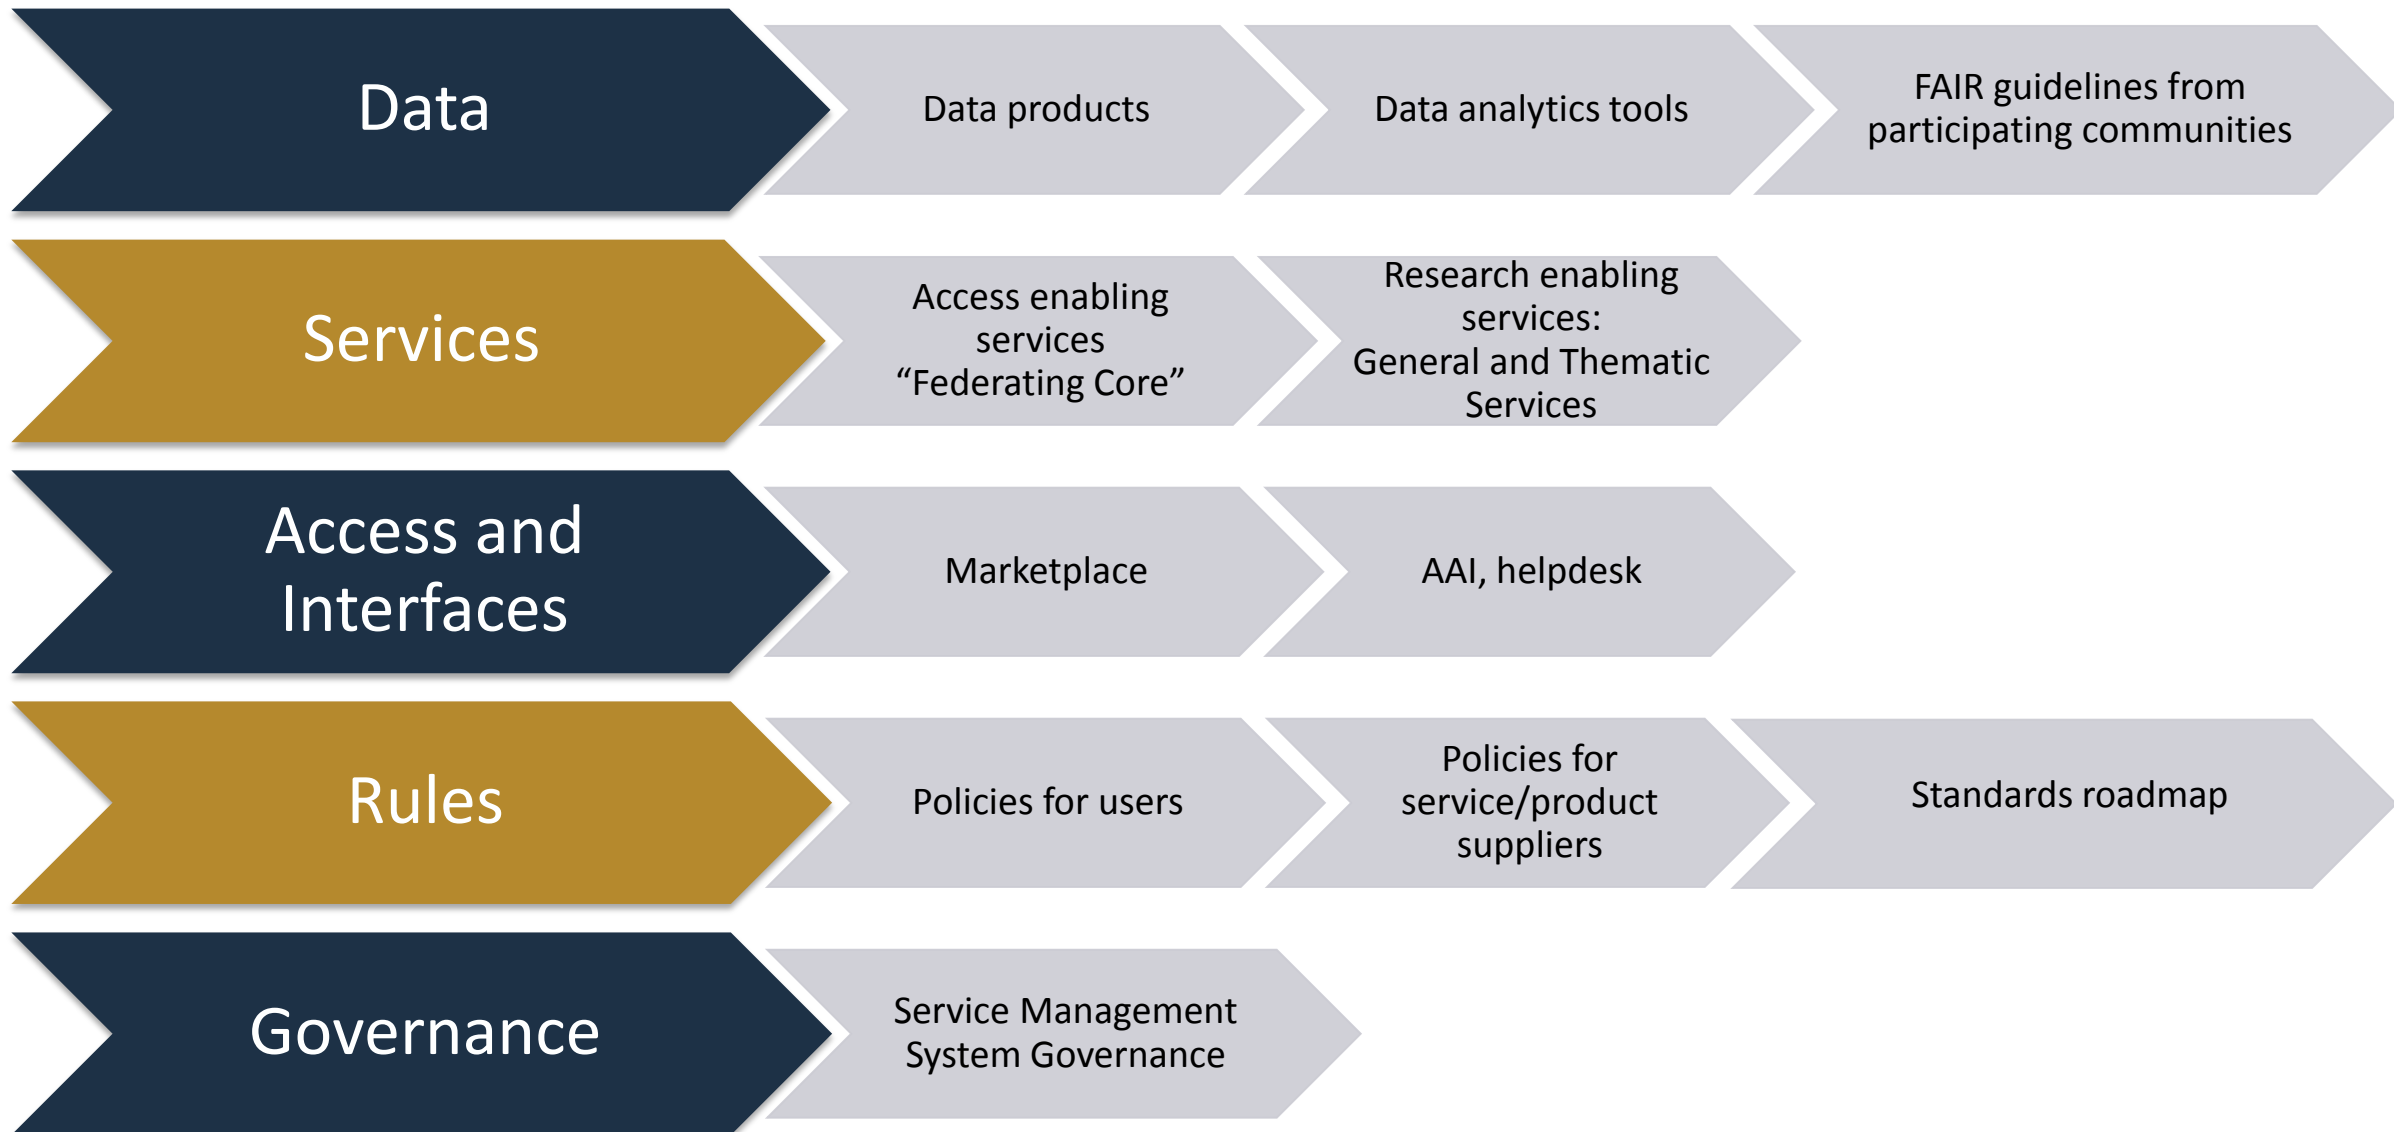 Data
Data products
Data analytics tools
FAIR guidelines from
participating communities
Services
Access enabling
services
“Federating Core”
Research enabling
services:
General and Thematic
Services
Access and
Interfaces
Marketplace
AAI, helpdesk
Rules
Policies for users
Policies for
service/product
suppliers
Standards roadmap
Governance
Service Management
System Governance